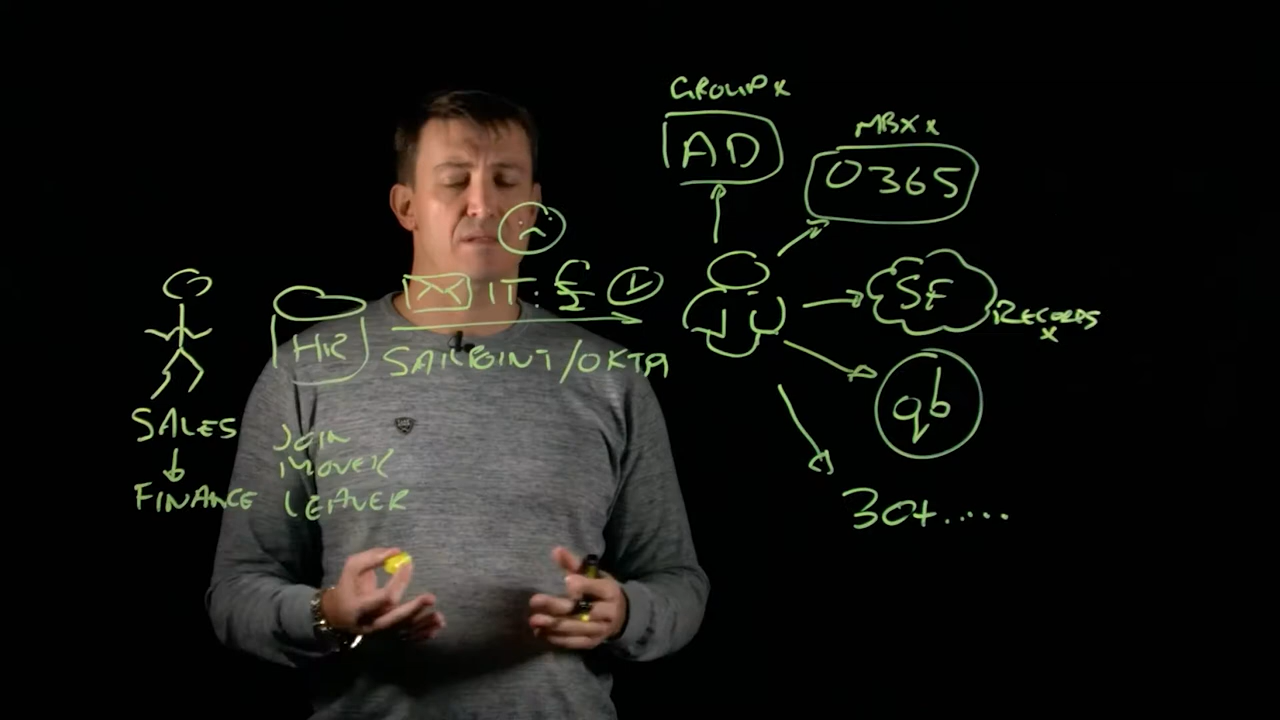 GROUP x
AD
MBX x
O365
SF
RECORDS
x
qb
30+.....
IT: £
SAILPOINT/OKTA
HR
SALES
FINANCE
JOIN
MOVER
LEAVER